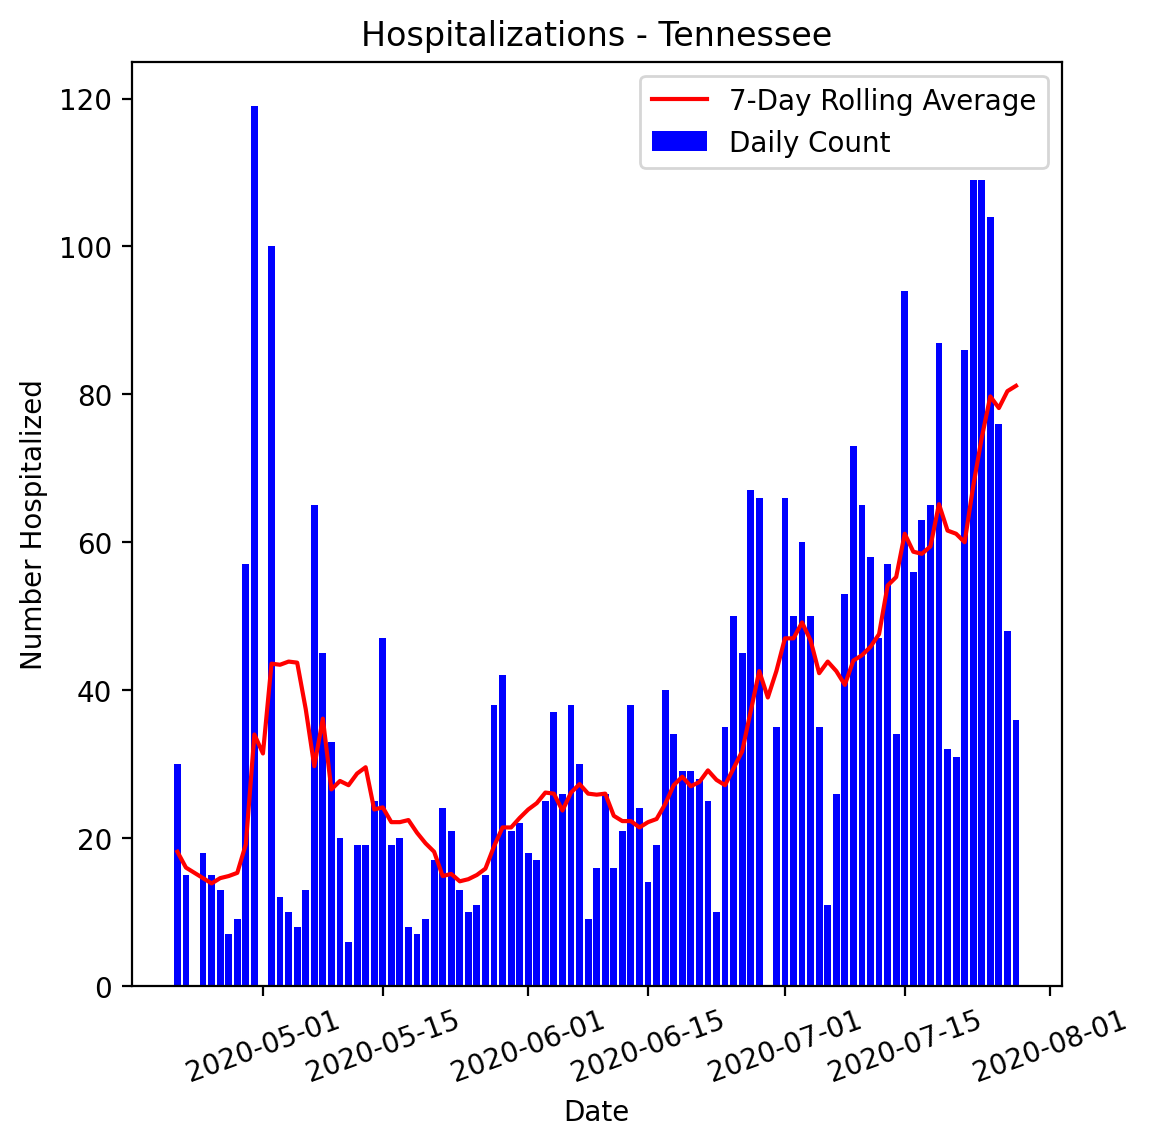 Hospitalizations - Tennessee
7-Day Rolling Average
Daily Count
120
100
80
60
40
20
0
Number Hospitalized
2020-05-01
2020-05-15
2020-06-01
2020-06-15
2020-07-01
2020-07-15
2020-08-01
Date